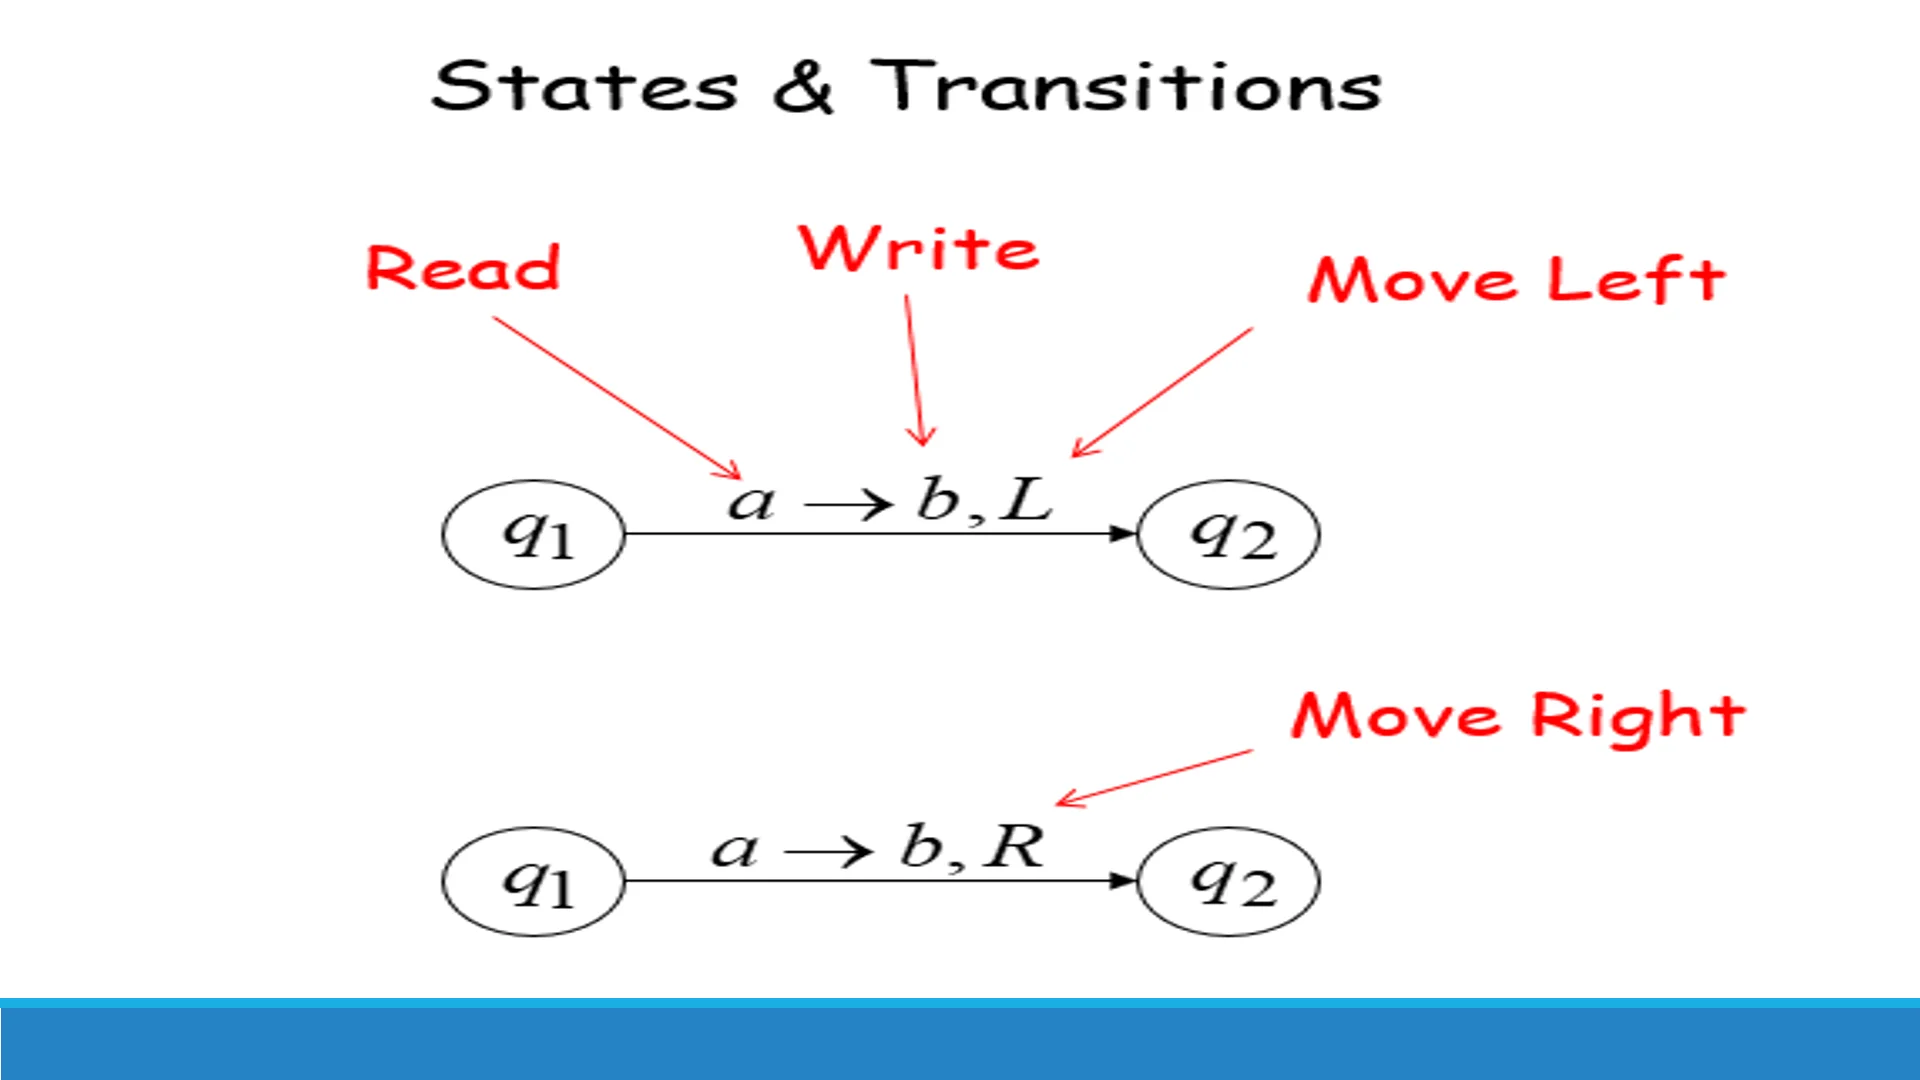 States & Transitions
Read
Write
Move Left
a → b, L
q1
q2
Move Right
a → b, R
q1
q2